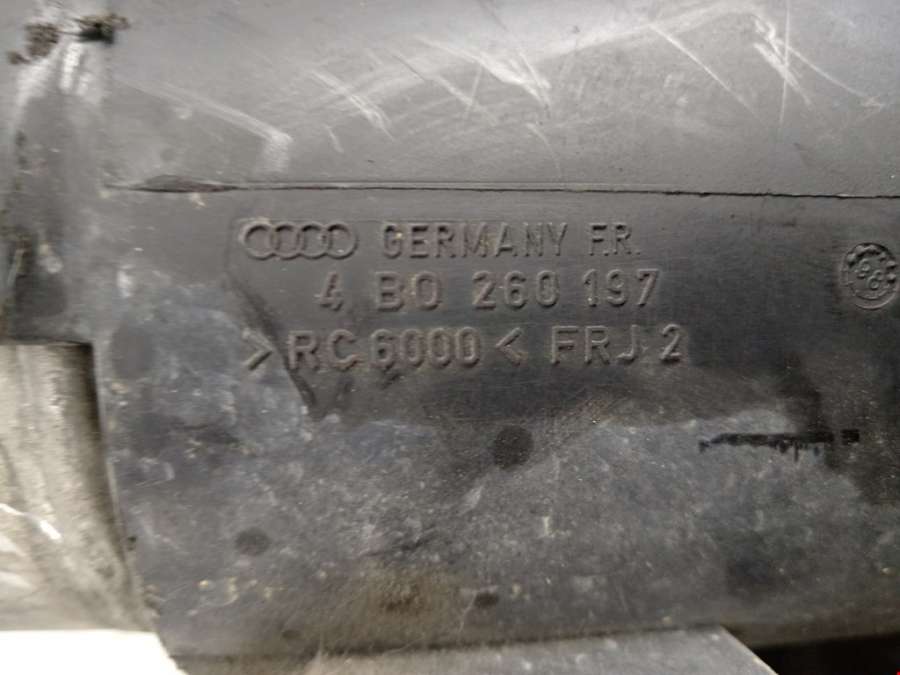 GERMANY F.R.
4 B0 260 197
>RC 6000< FRJ 2